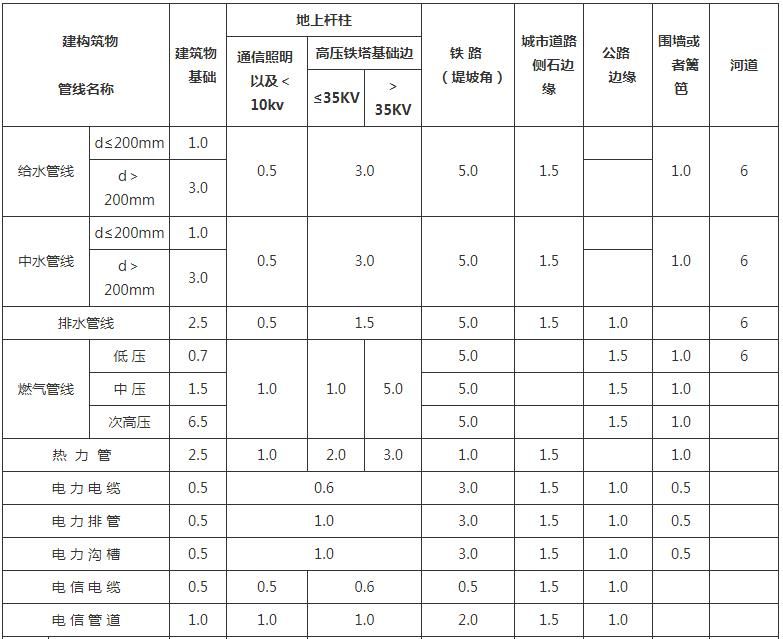 建构筑物
管线名称
建筑物
基础
地上杆柱
通信照明
以及＜
10kv
高压铁塔基础边
≤35KV
＞
35KV
铁 路
（堤坡角）
城市道路
侧石边
缘
公路
边缘
围墙或
者篱
笆
河道
给水管线
d≤200mm
1.0
0.5
3.0
5.0
1.5
1.0
6
d＞
200mm
3.0
中水管线
d≤200mm
1.0
0.5
3.0
5.0
1.5
1.0
6
d＞
200mm
3.0
排水管线
2.5
0.5
1.5
5.0
1.5
1.0
6
燃气管线
低 压
0.7
1.0
1.0
5.0
5.0
1.5
1.0
6
中 压
1.5
5.0
1.5
1.0
次高压
6.5
5.0
1.5
1.0
热 力 管
2.5
1.0
2.0
3.0
1.0
1.5
1.0
电 力 电 缆
0.5
0.6
3.0
1.5
1.0
0.5
电 力 排 管
0.5
1.0
3.0
1.5
1.0
0.5
电 力 沟 槽
0.5
1.0
3.0
1.5
1.0
0.5
电 信 电 缆
0.5
0.5
0.6
0.5
1.5
1.0
电 信 管 道
1.0
1.0
1.0
2.0
1.5
1.0